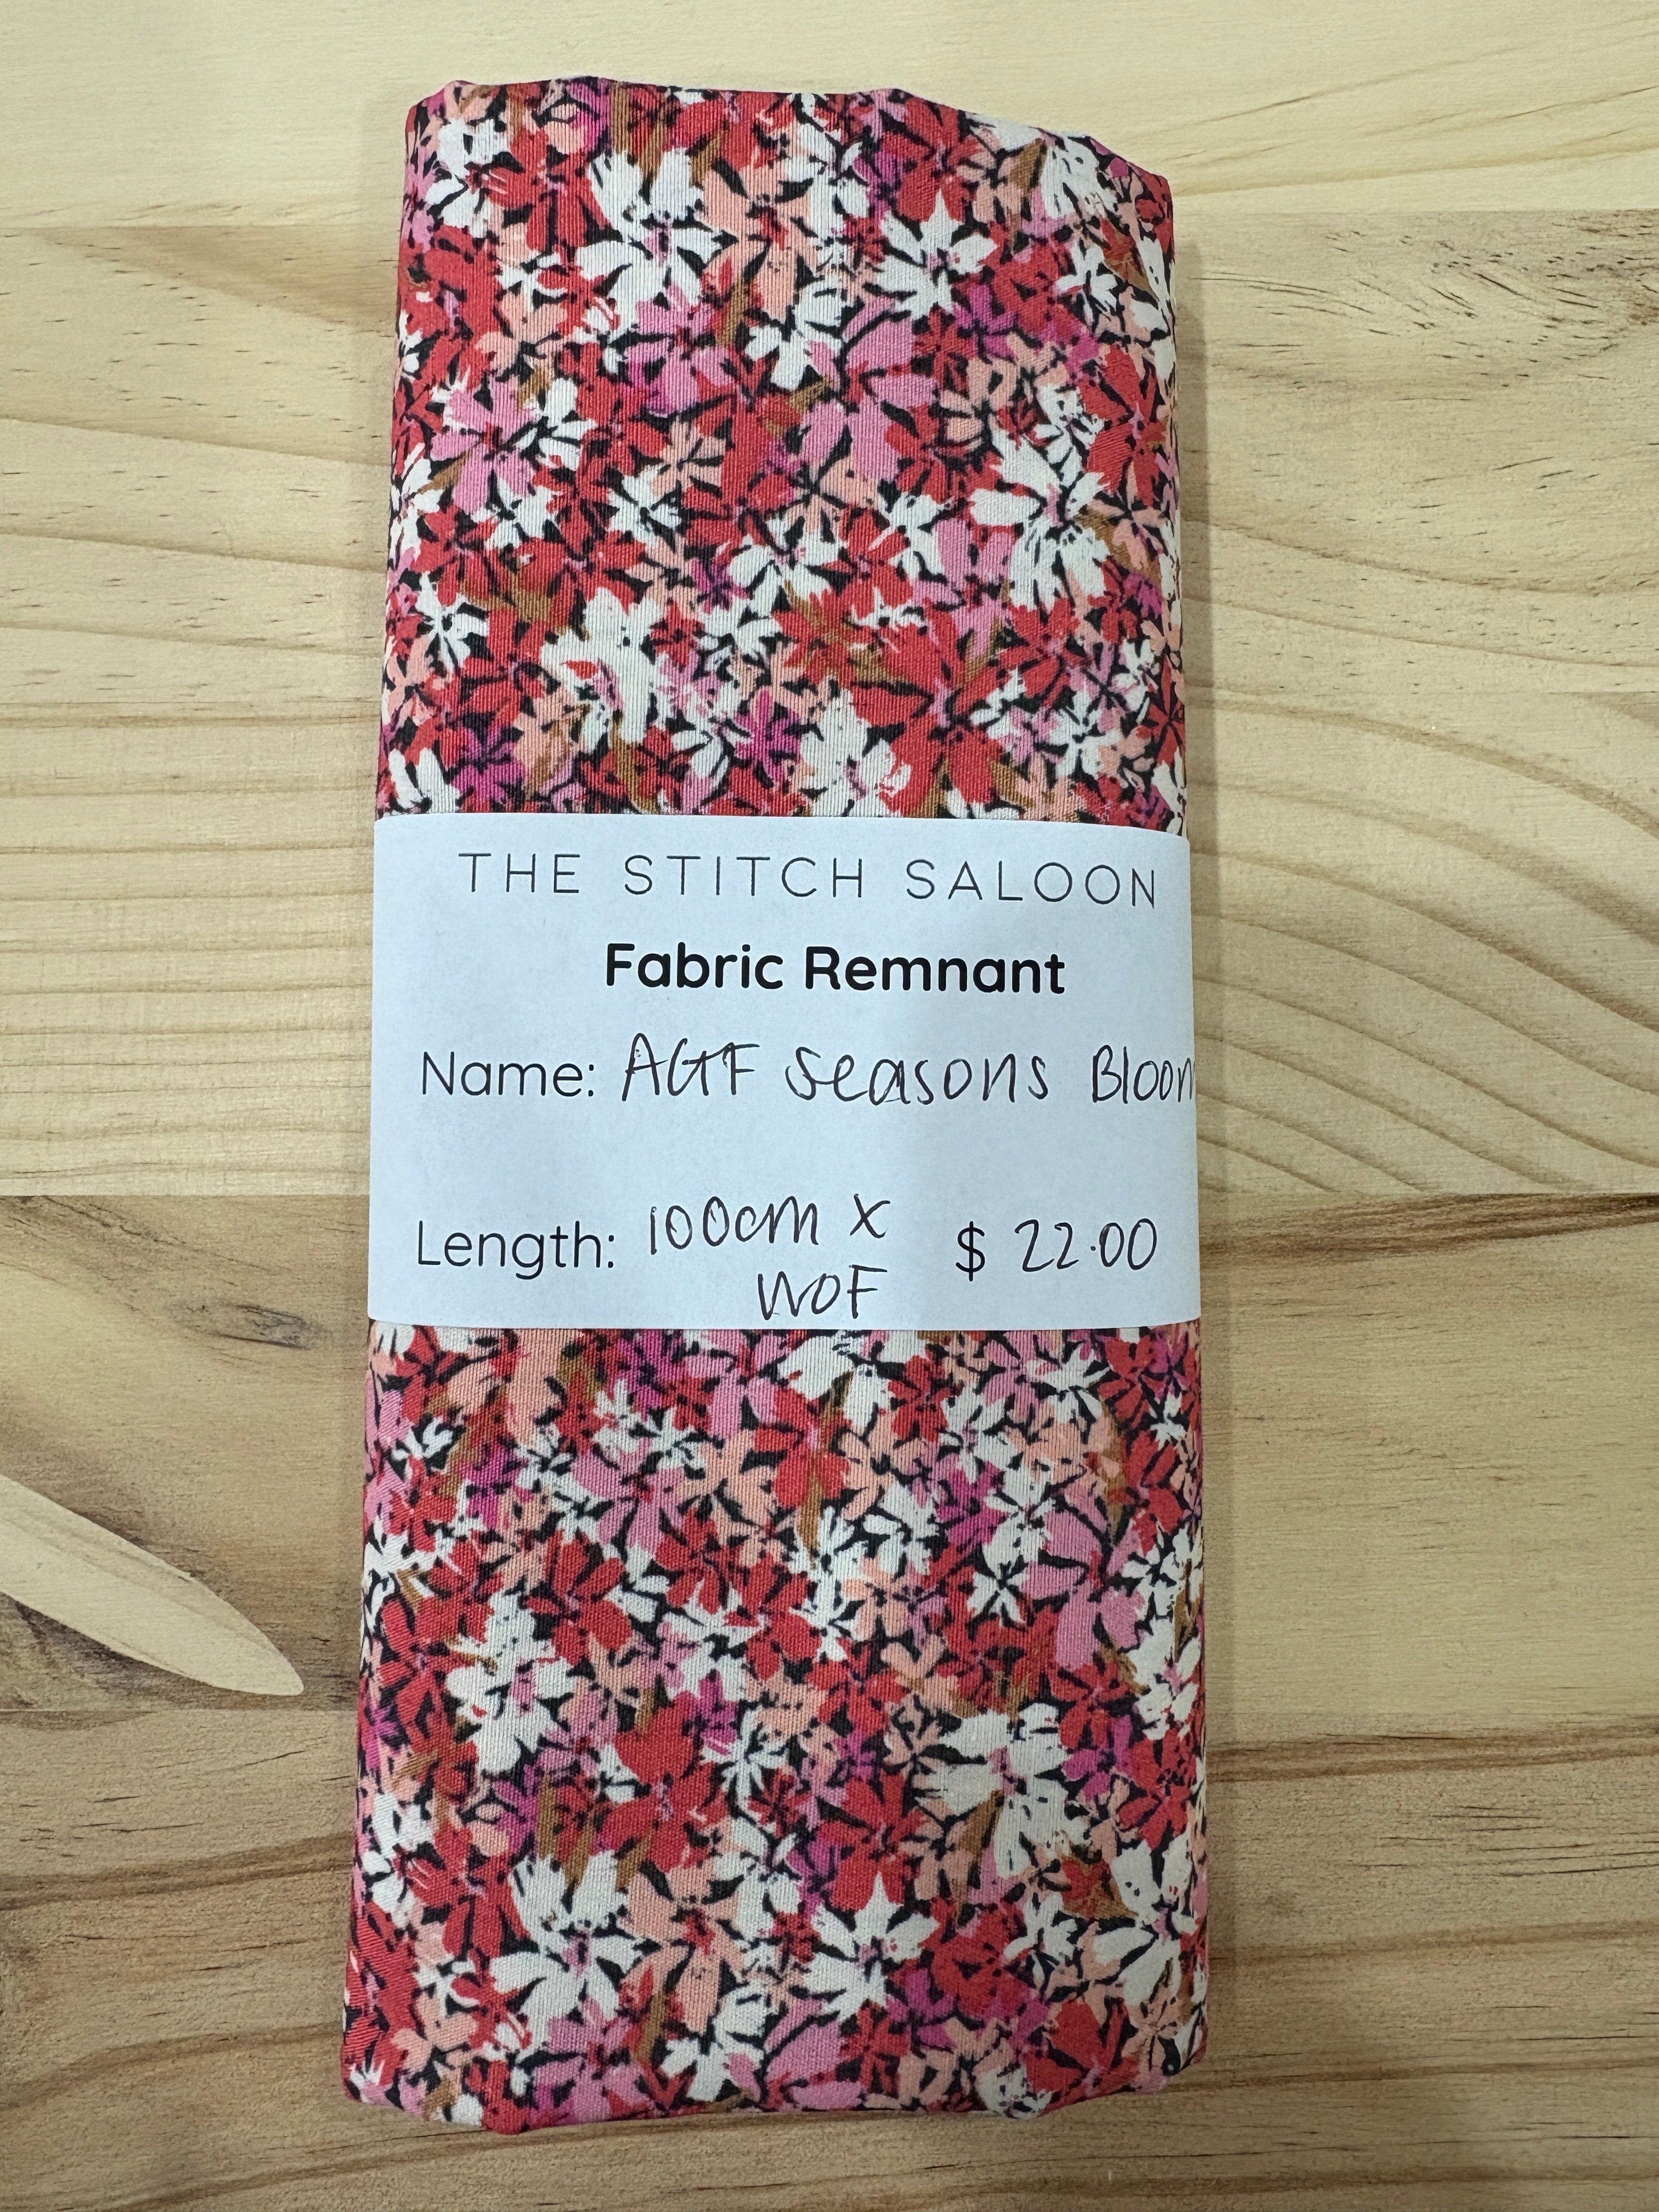 THE STITCH SALOON
Fabric Remnant
Name: AGF Seasons Bloom
Length: 100cm x $ 22.00
WOF